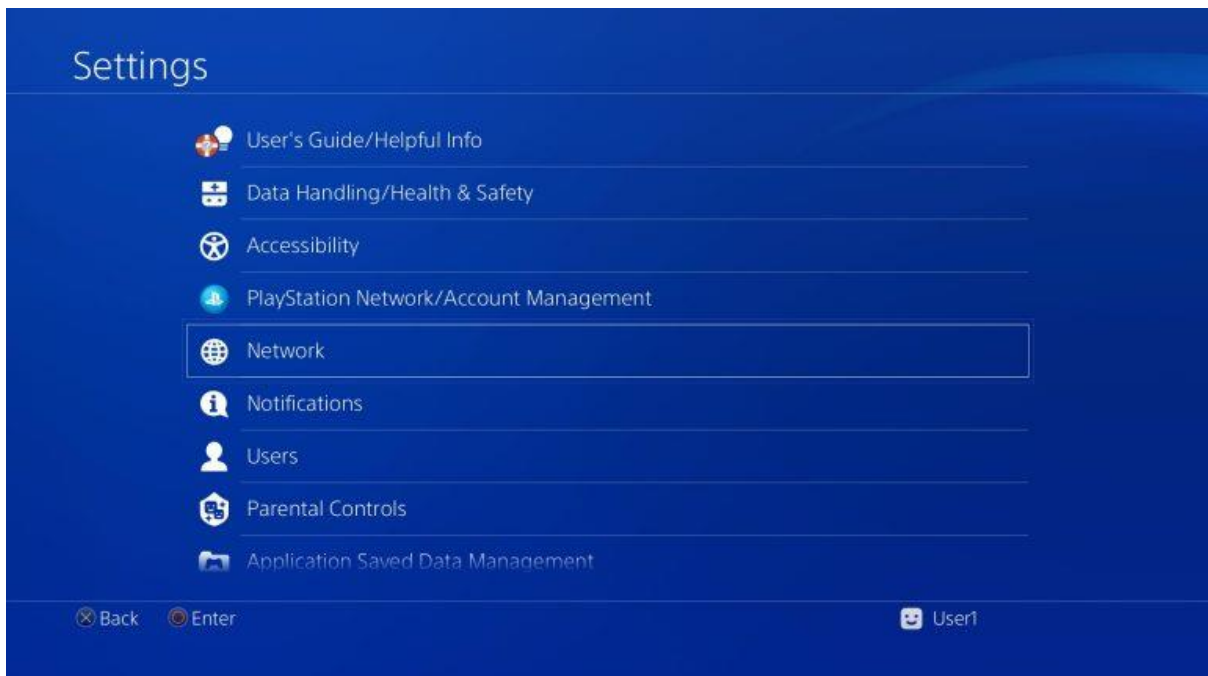 Settings
User's Guide/Helpful Info
Data Handling/Health & Safety
Accessibility
PlayStation Network/Account Management
Network
Notifications
Users
Parental Controls
Application Saved Data Management
Back Enter User1